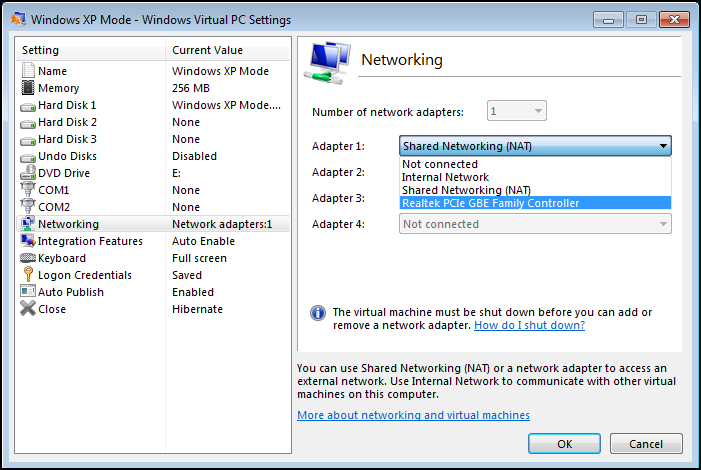 Windows XP Mode - Windows Virtual PC Settings
Setting Current Value
Name Windows XP Mode
Memory 256 MB
Hard Disk 1 Windows XP Mode....
Hard Disk 2 None
Hard Disk 3 None
Undo Disks Disabled
DVD Drive E:
COM1 None
COM2 None
Networking Network adapters:1
Integration Features Auto Enable
Keyboard Full screen
Logon Credentials Saved
Auto Publish Enabled
Close Hibernate
Networking
Number of network adapters: 1
Adapter 1: Shared Networking (NAT)
Not connected
Adapter 2: Internal Network
Shared Networking (NAT)
Adapter 3: Realtek PCIe GBE Family Controller
Adapter 4: Not connected
The virtual machine must be shut down before you can add or
remove a network adapter. How do I shut down?
You can use Shared Networking (NAT) or a network adapter to access an
external network. Use Internal Network to communicate with other virtual
machines on this computer.
More about networking and virtual machines
OK Cancel